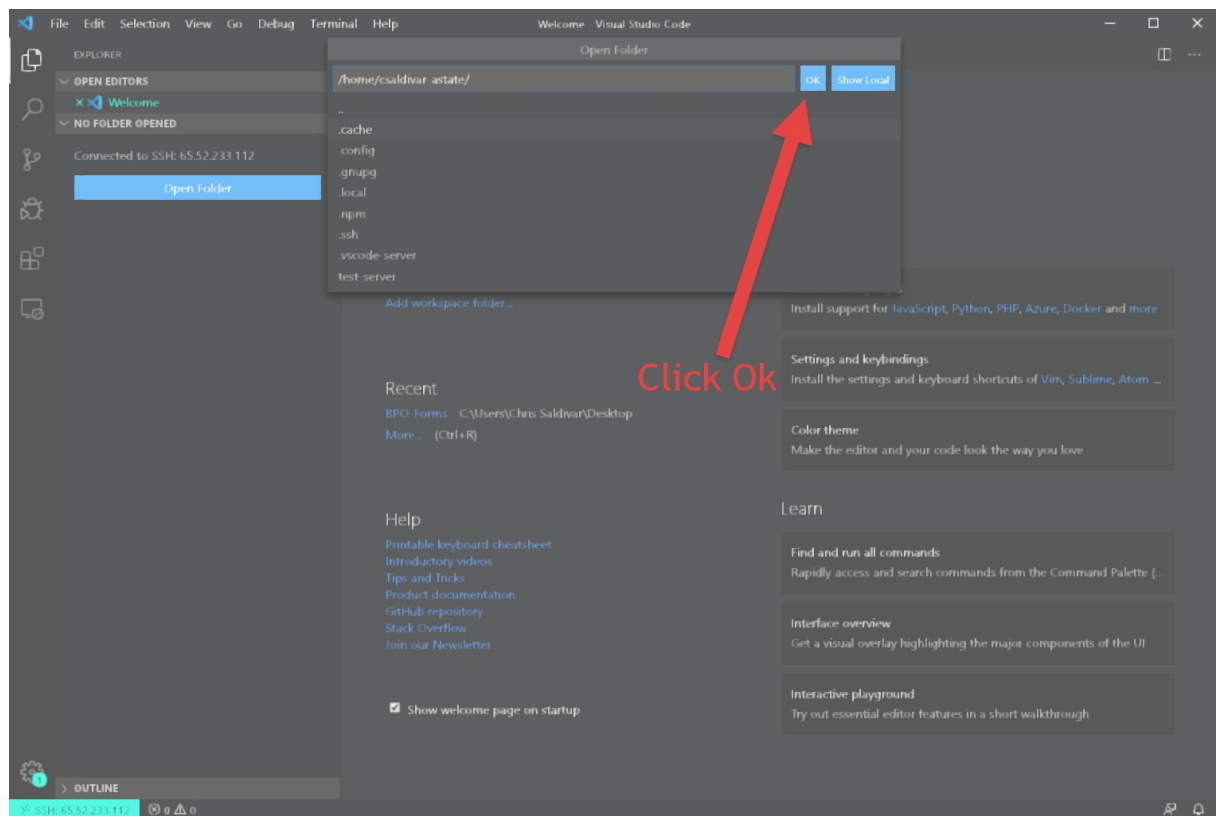 File Edit Selection View Go Debug Terminal Help
Welcome - Visual Studio Code
EXPLORER
OPEN EDITORS
Welcome
NO FOLDER OPENED
Connected to SSH: 65.52.233.112
Open Folder
Open Folder
/home/csaldivar-astate/
OK
Show Local
..
.cache
.config
.gnupg
.local
.npm
.ssh
.vscode-server
test-server
Click Ok
Add workspace folder...
Recent
BPO-Forms C:\Users\Chris Saldivar\Desktop
More... (Ctrl+R)
Help
Printable keyboard cheatsheet
Introductory videos
Tips and Tricks
Product documentation
GitHub repository
Stack Overflow
Join our Newsletter
Show welcome page on startup
Install support for JavaScript, Python, PHP, Azure, Docker and more
Settings and keybindings
Install the settings and keyboard shortcuts of Vim, Sublime, Atom ...
Color theme
Make the editor and your code look the way you love
Learn
Find and run all commands
Rapidly access and search commands from the Command Palette (...
Interface overview
Get a visual overlay highlighting the major components of the UI
Interactive playground
Try out essential editor features in a short walkthrough
1
OUTLINE
SSH: 65.52.233.112 0 0